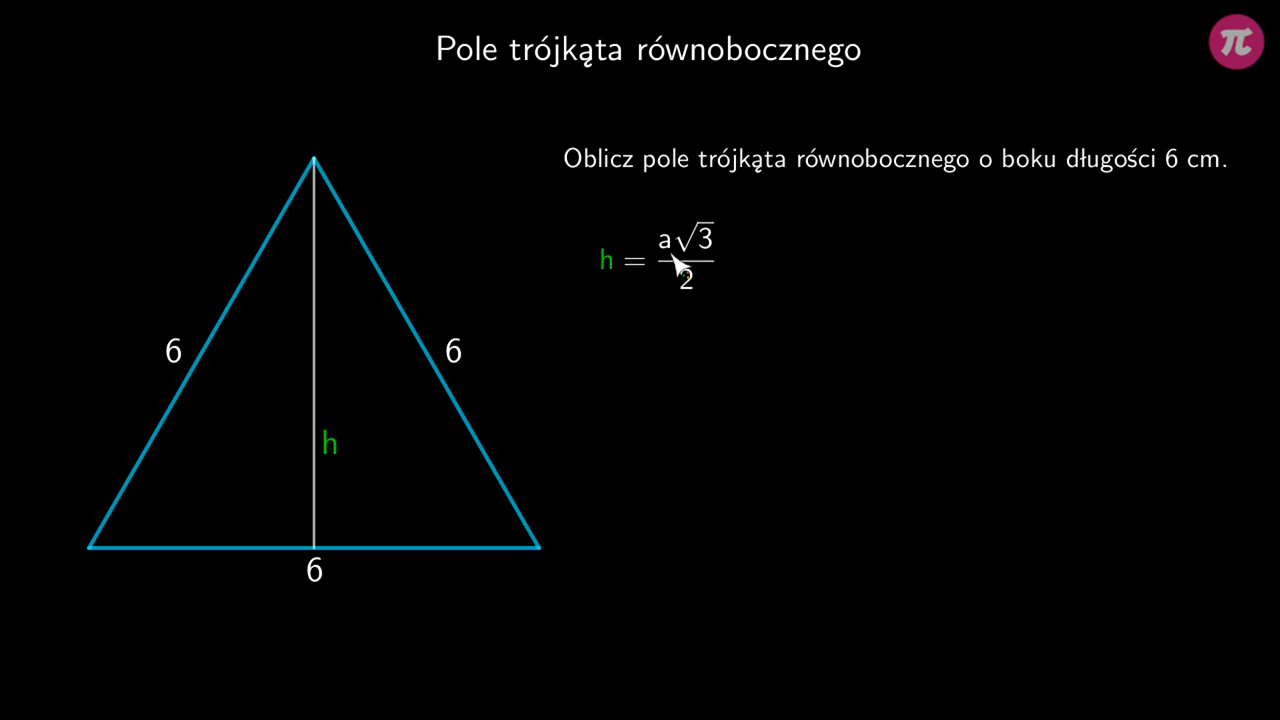 Pole trójkąta równobocznego
π
Oblicz pole trójkąta równobocznego o boku długości 6 cm.
h = a√3
2
6
6
h
6